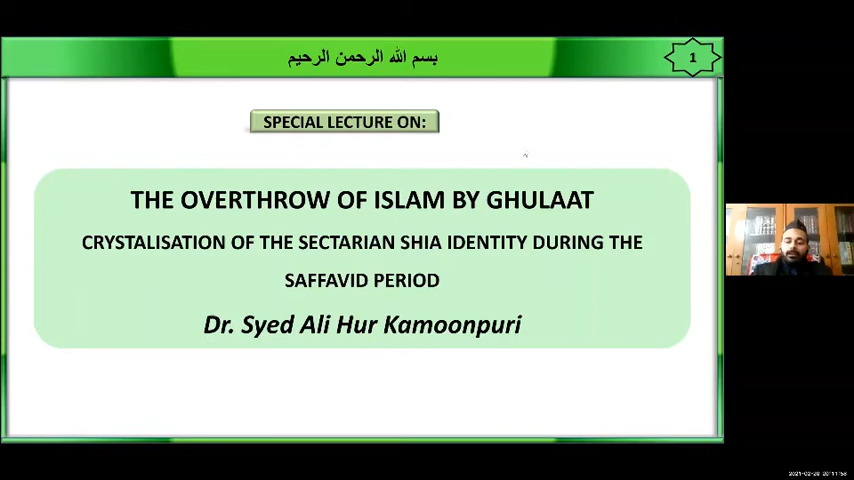 بسم الله الرحمن الرحيم
1
SPECIAL LECTURE ON:
THE OVERTHROW OF ISLAM BY GHULAAT
CRYSTALISATION OF THE SECTARIAN SHIA IDENTITY DURING THE
SAFFAVID PERIOD
Dr. Syed Ali Hur Kamoonpuri